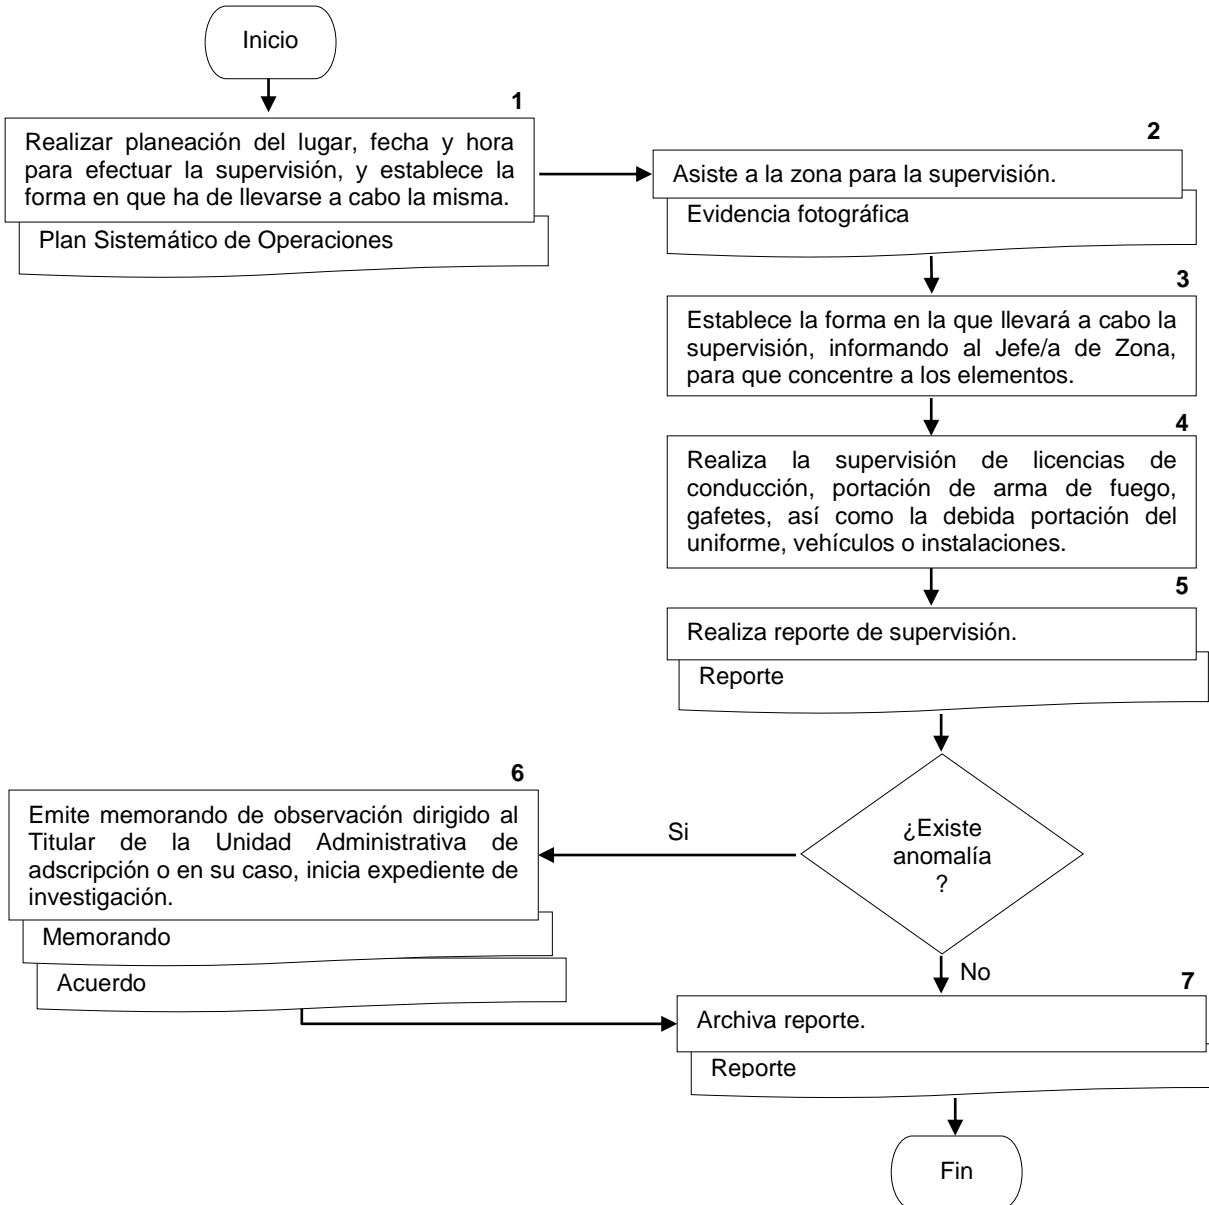 Inicio
1
Realizar planeación del lugar, fecha y hora
para efectuar la supervisión, y establece la
forma en que ha de llevarse a cabo la misma.
Plan Sistemático de Operaciones
2
Asiste a la zona para la supervisión.
Evidencia fotográfica
3
Establece la forma en la que llevará a cabo la
supervisión, informando al Jefe/a de Zona,
para que concentre a los elementos.
4
Realiza la supervisión de licencias de
conducción, portación de arma de fuego,
gafetes, así como la debida portación del
uniforme, vehículos o instalaciones.
5
Realiza reporte de supervisión.
Reporte
¿Existe
anomalía
?
Si
6
Emite memorando de observación dirigido al
Titular de la Unidad Administrativa de
adscripción o en su caso, inicia expediente de
investigación.
Memorando
Acuerdo
No
7
Archiva reporte.
Reporte
Fin